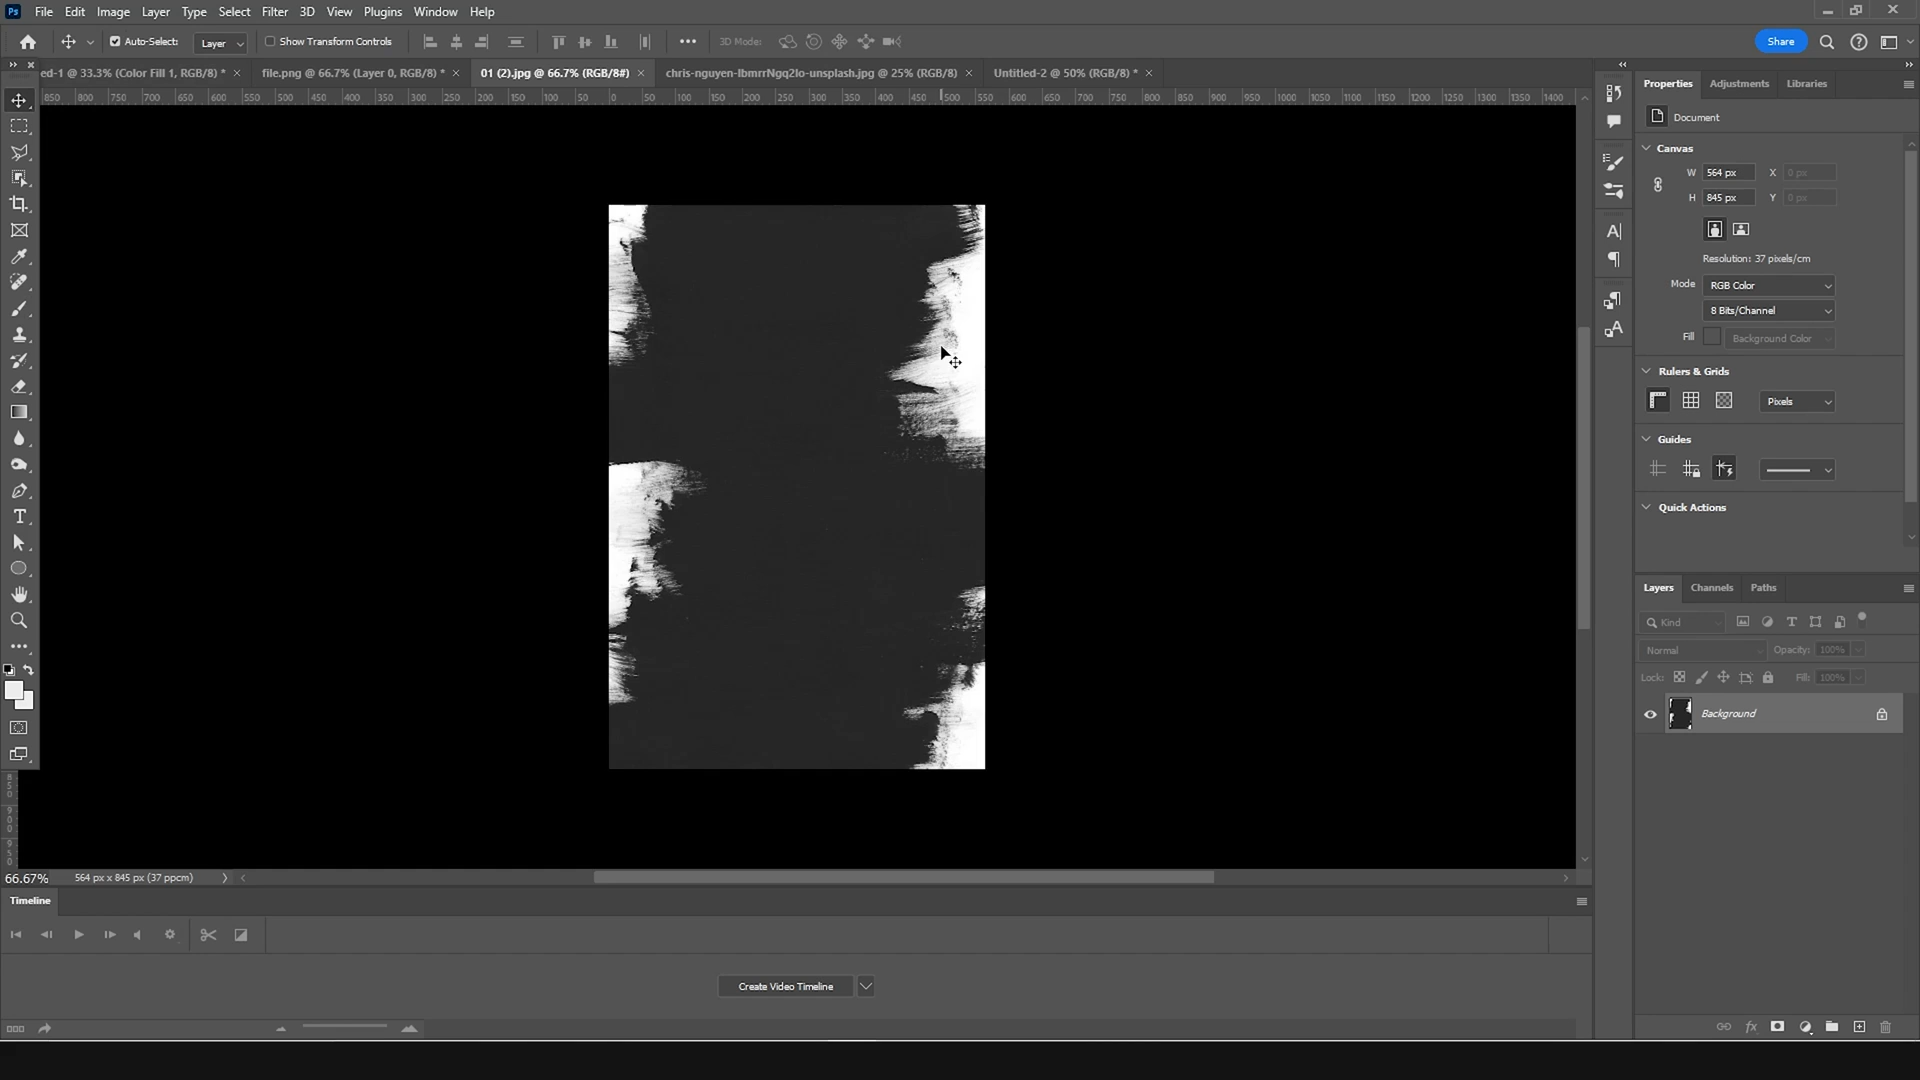 Ps File Edit Image Layer Type Select Filter 3D View Plugins Window Help
Auto-Select: Layer Show Transform Controls 3D Mode: Share
ed-1 @ 33.3% (Color Fill 1, RGB/8) * file.png @ 66.7% (Layer 0, RGB/8) * 01 (2).jpg @ 66.7% (RGB/8#) chris-nguyen-lbmrrNgq2lo-unsplash.jpg @ 25% (RGB/8) Untitled-2 @ 50% (RGB/8) *
850 800 750 700 650 600 550 500 450 400 350 300 250 200 150 100 50 0 50 100 150 200 250 300 350 400 450 500 550 600 650 700 750 800 850 900 950 1000 1050 1100 1150 1200 1250 1300 1350 1400
Properties Adjustments Libraries
Document
Canvas
W 564 px X 0 px
H 845 px Y 0 px
Resolution: 37 pixels/cm
Mode RGB Color
8 Bits/Channel
Fill Background Color
Rulers & Grids
Pixels
Guides
Quick Actions
Layers Channels Paths
Kind
Normal Opacity: 100%
Lock: Fill: 100%
Background
850
900
950
66.67% 564 px x 845 px (37 ppcm)
Timeline
Create Video Timeline
fx